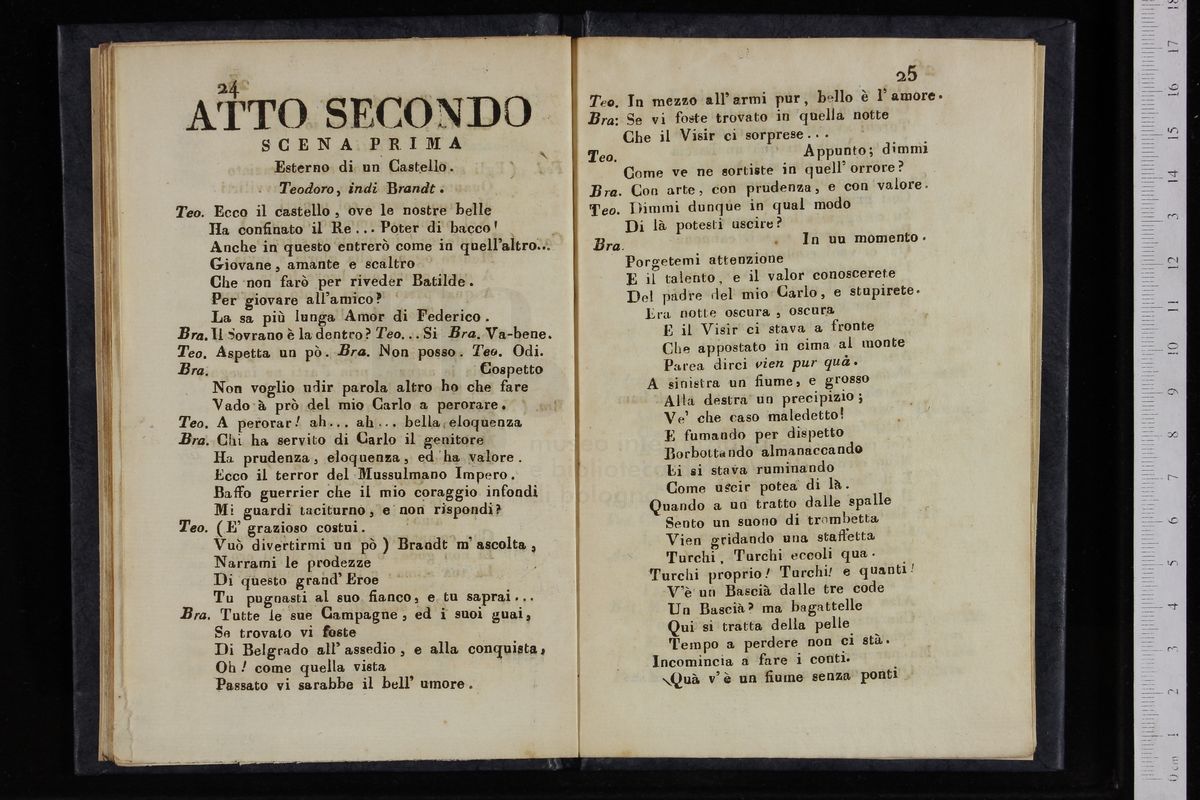 24
ATTO SECONDO
SCENA PRIMA
Esterno di un Castello.
Teodoro, indi Brandt.
Teo. Ecco il castello, ove le nostre belle
Ha confinato il Re... Poter di bacco!
Anche in questo entrerò come in quell'altro...
Giovane, amante e scaltro
Che non farò per riveder Batilde.
Per giovare all'amico?
La sa più lunga Amor di Federico.
Bra. Il Sovrano è la dentro? Teo... Si Bra. Va-bene.
Teo. Aspetta un pò. Bra. Non posso. Teo. Odi.
Bra. Cospetto
Non voglio udir parola altro ho che fare
Vado à prò del mio Carlo a perorare.
Teo. A perorar! ah... ah... bella eloquenza
Bra. Chi ha servito di Carlo il genitore
Ha prudenza, eloquenza, ed ha valore.
Ecco il terror del Mussulmano Impero.
Baffo guerrier che il mio coraggio infondi
Mi guardi taciturno, e non rispondi?
Teo. (E' grazioso costui.
Vuò divertirmi un pò) Brandt m'ascolta,
Narrami le prodezze
Di questo grand' Eroe
Tu pugnasti al suo fianco, e tu saprai...
Bra. Tutte le sue Campagne, ed i suoi guai,
Se trovato vi foste
Di Belgrado all'assedio, e alla conquista,
Oh! come quella vista
Passato vi sarabbe il bell' umore.
25
Teo. In mezzo all'armi pur, bello è l'amore.
Bra: Se vi foste trovato in quella notte
Che il Visir ci sorprese...
Teo. Appunto; dimmi
Come ve ne sortiste in quell' orrore?
Bra. Con arte, con prudenza, e con valore.
Teo. Dimmi dunque in qual modo
Di là potesti uscire?
Bra. In uu momento.
Porgetemi attenzione
E il talento, e il valor conoscerete
Del padre del mio Carlo, e stupirete.
Era notte oscura, oscura
E il Visir ci stava a fronte
Che appostato in cima al monte
Parea dirci vien pur quà.
A sinistra un fiume, e grosso
Alla destra un precipizio;
Ve' che caso maledetto!
E fumando per dispetto
Borbottando almanaccando
Li si stava ruminando
Come uscir potea di là.
Quando a un tratto dalle spalle
Sento un suono di trombetta
Vien gridando una staffetta
Turchi, Turchi eccoli qua.
Turchi proprio! Turchi! e quanti!
V'è un Bascià dalle tre code
Un Bascià? ma bagattelle
Qui si tratta della pelle
Tempo a perdere non ci stà.
Incomincia a fare i conti.
Quà v'è un fiume senza ponti